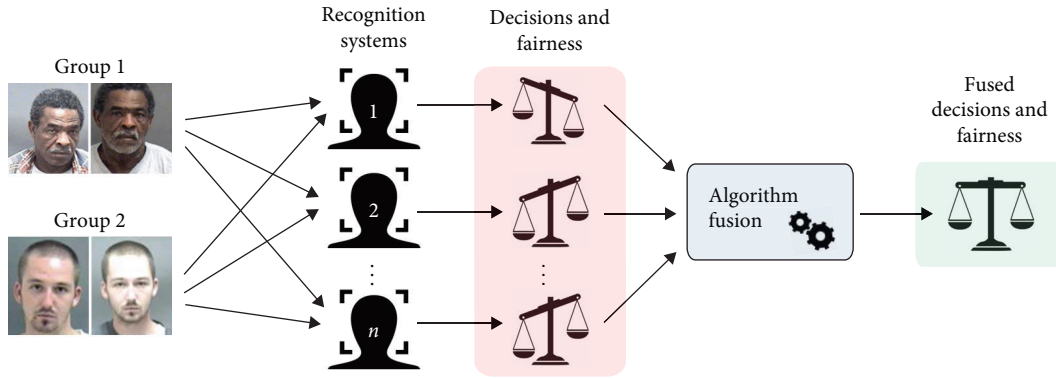 Recognition
systems
Decisions and
fairness
Group 1
Fused
decisions and
fairness
1
Group 2
2
Algorithm
fusion
n